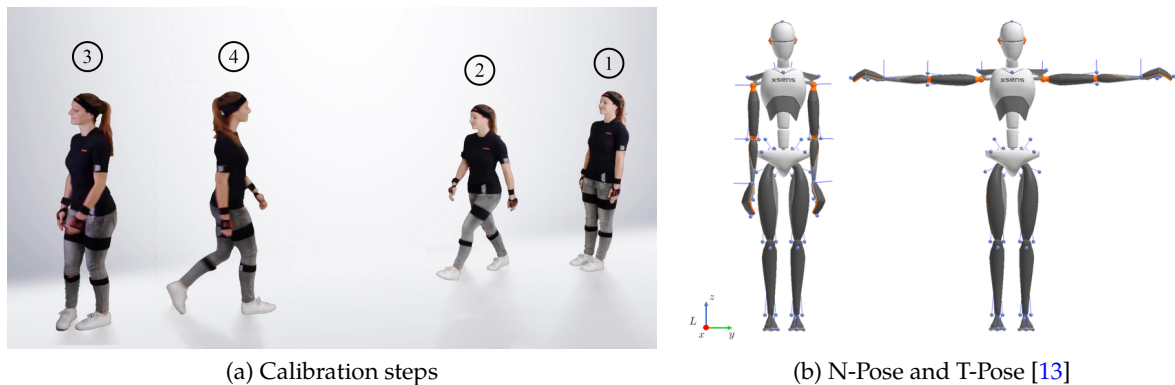 3
4
2
1
xsens
xsens
z
L
x
y
(a) Calibration steps
(b) N-Pose and T-Pose [13]